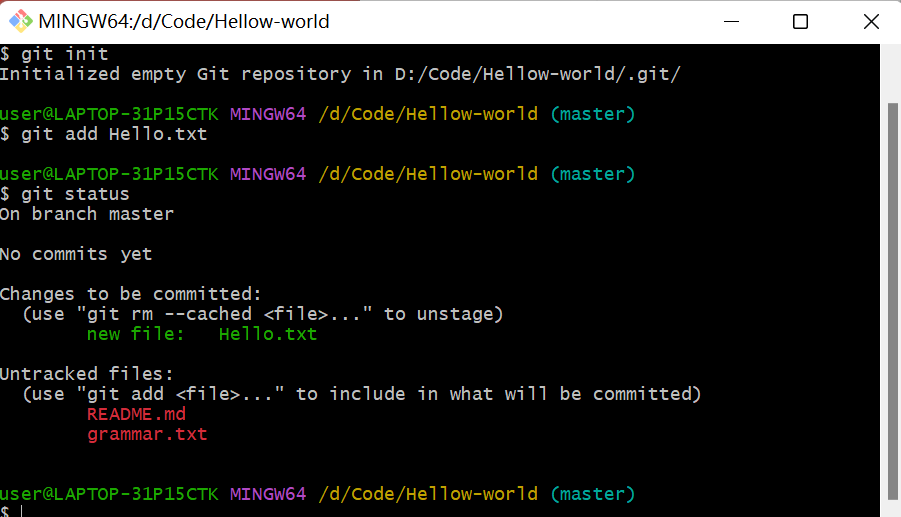 MINGW64:/d/Code/Hellow-world
$ git init
Initialized empty Git repository in D:/Code/Hellow-world/.git/
user@LAPTOP-31P15CTK MINGW64 /d/Code/Hellow-world (master)
$ git add Hello.txt
user@LAPTOP-31P15CTK MINGW64 /d/Code/Hellow-world (master)
$ git status
On branch master
No commits yet
Changes to be committed:
  (use "git rm --cached <file>..." to unstage)
        new file:   Hello.txt
Untracked files:
  (use "git add <file>..." to include in what will be committed)
        README.md
        grammar.txt
user@LAPTOP-31P15CTK MINGW64 /d/Code/Hellow-world (master)
$